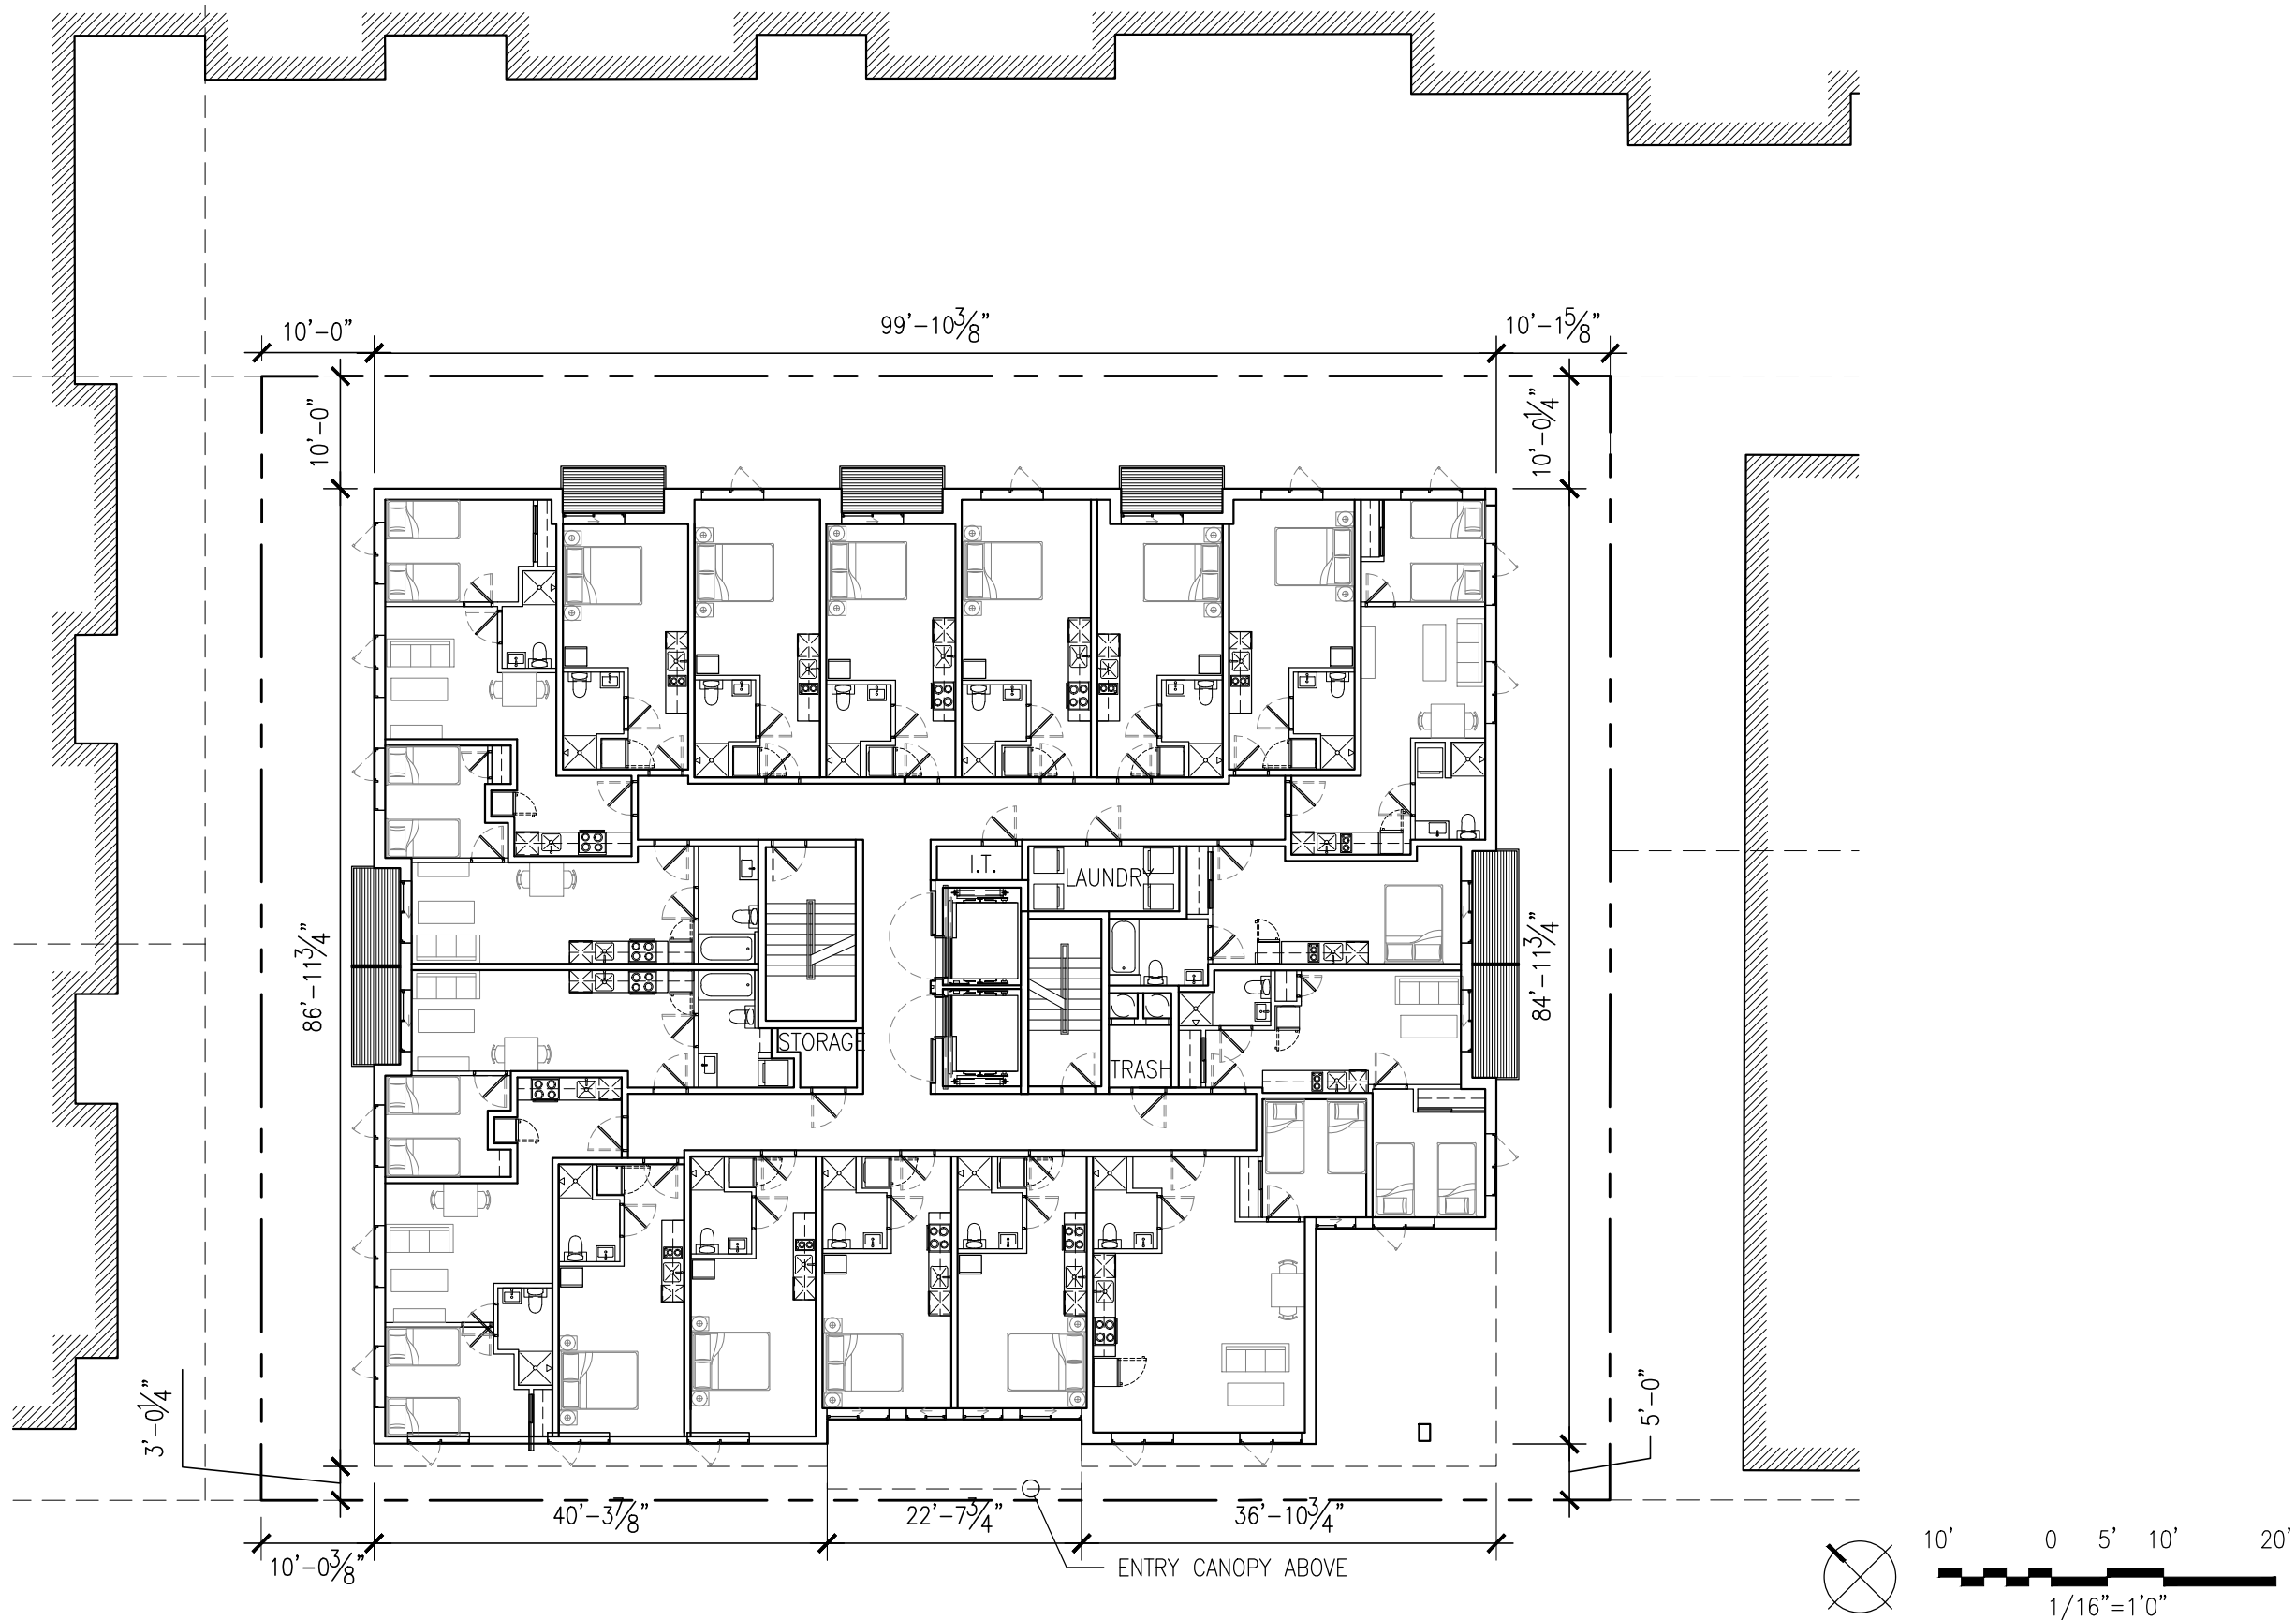 10'-0"
99'-10 3/8"
10'-1 5/8"
10'-0"
10'-0 1/4"
I.T.
LAUNDRY
86'-11 3/4"
84'-11 3/4"
STORAGE
TRASH
3'-0 1/4"
5'-0"
40'-3 7/8"
22'-7 3/4"
36'-10 3/4"
10'-0 3/8"
ENTRY CANOPY ABOVE
10' 0 5' 10' 20'
1/16"=1'0"